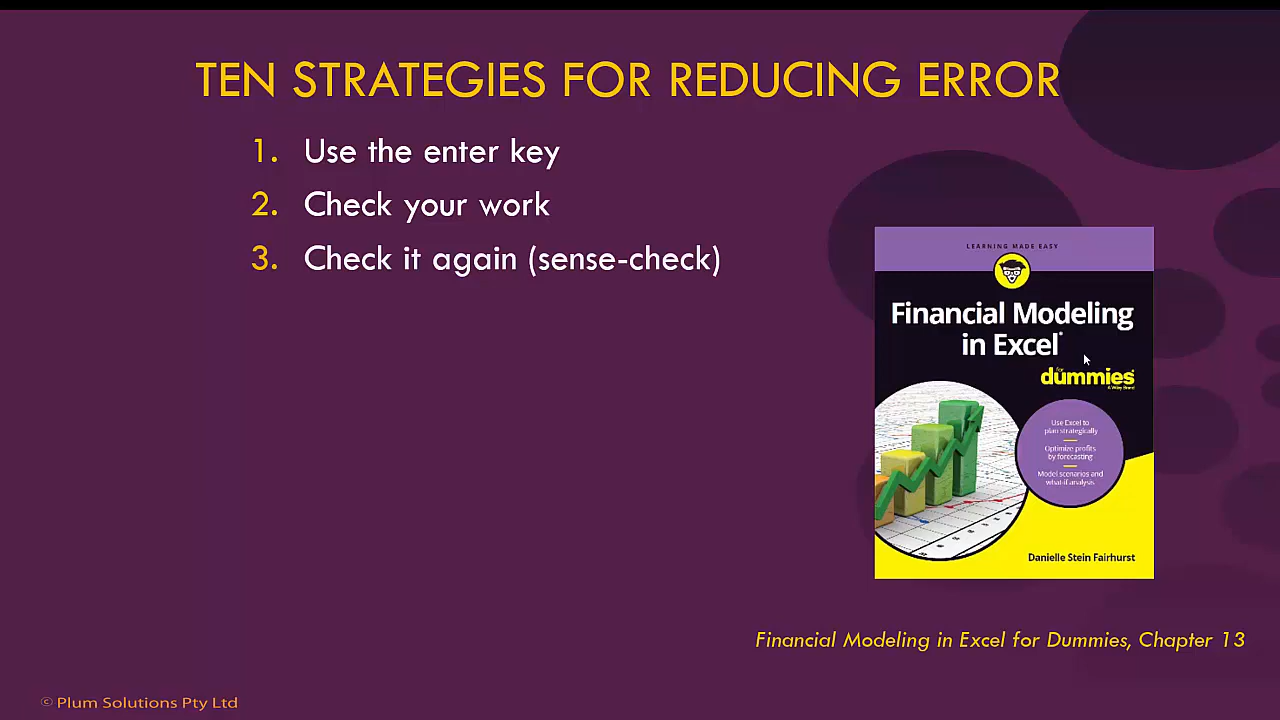 TEN STRATEGIES FOR REDUCING ERROR
1. Use the enter key
2. Check your work
3. Check it again (sense-check)
LEARNING MADE EASY
Financial Modeling
in Excel®
for
dummies®
A Wiley Brand
Use Excel to
plan strategically
Optimize profits
by forecasting
Model scenarios and
what-if analysis
Danielle Stein Fairhurst
Financial Modeling in Excel for Dummies, Chapter 13
© Plum Solutions Pty Ltd